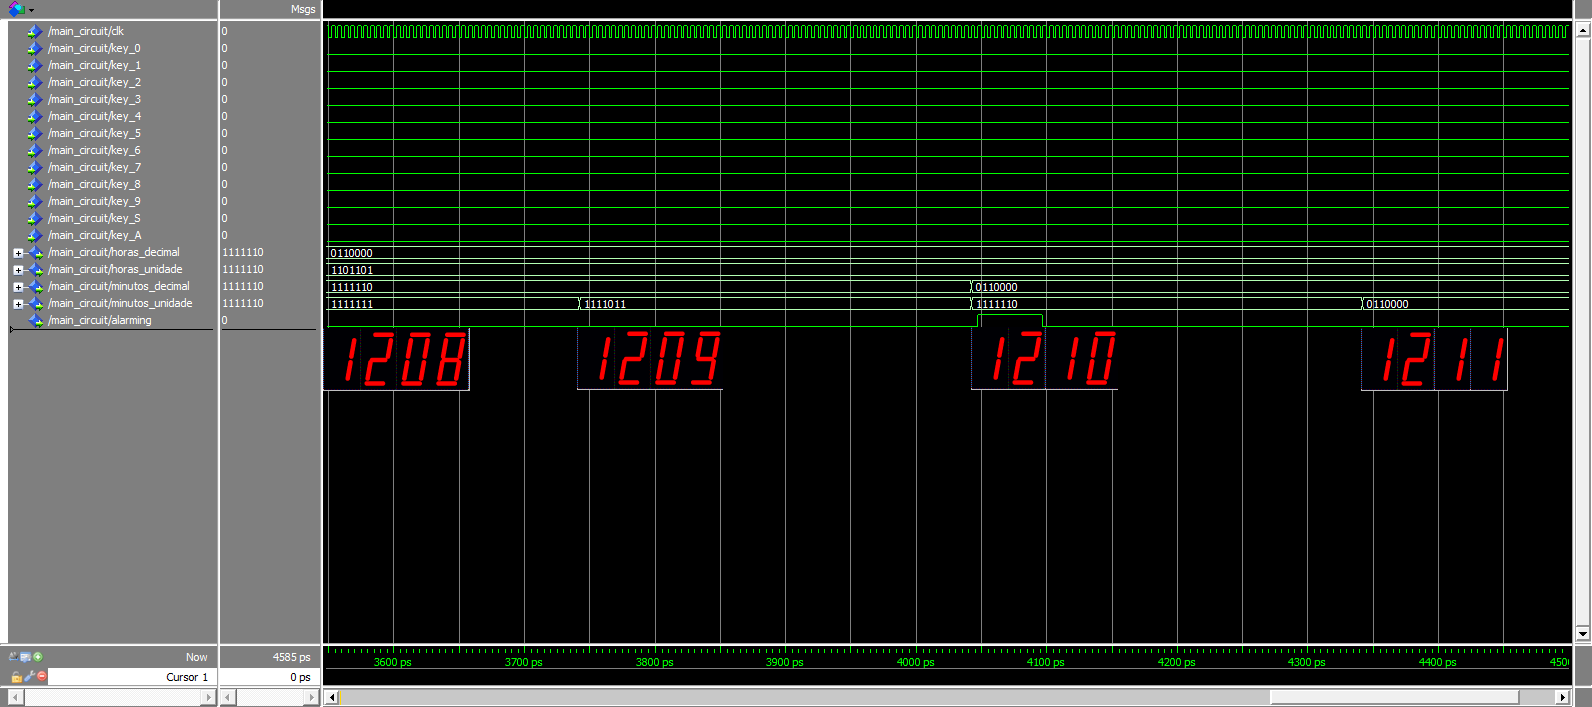 Msgs
/main_circuit/clk 0
/main_circuit/key_0 0
/main_circuit/key_1 0
/main_circuit/key_2 0
/main_circuit/key_3 0
/main_circuit/key_4 0
/main_circuit/key_5 0
/main_circuit/key_6 0
/main_circuit/key_7 0
/main_circuit/key_8 0
/main_circuit/key_9 0
/main_circuit/key_S 0
/main_circuit/key_A 0
/main_circuit/horas_decimal 1111110 0110000
/main_circuit/horas_unidade 1111110 1101101
/main_circuit/minutos_decimal 1111110 1111110 0110000
/main_circuit/minutos_unidade 1111110 1111111 1111011 1111110 0110000
/main_circuit/alarming 0
1208 1209 1210 1211
Now 4585 ps
3600 ps 3700 ps 3800 ps 3900 ps 4000 ps 4100 ps 4200 ps 4300 ps 4400 ps 450
Cursor 1 0 ps